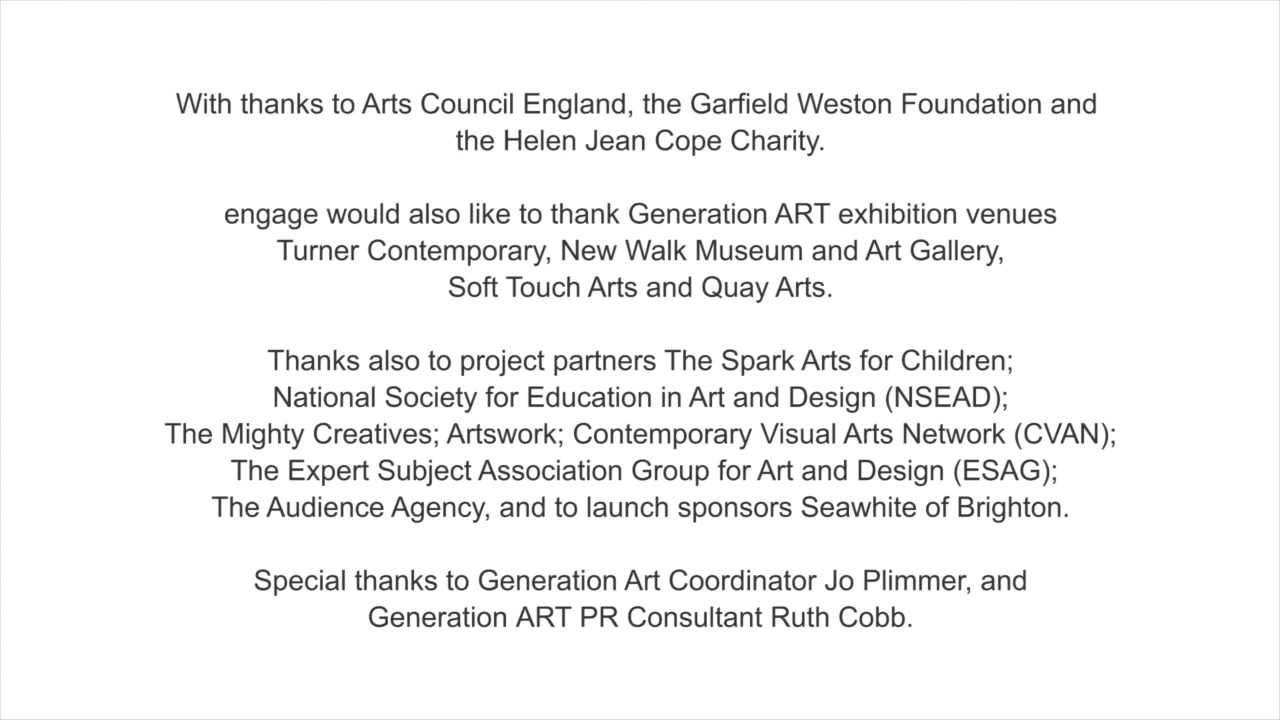 With thanks to Arts Council England, the Garfield Weston Foundation and
the Helen Jean Cope Charity.
engage would also like to thank Generation ART exhibition venues
Turner Contemporary, New Walk Museum and Art Gallery,
Soft Touch Arts and Quay Arts.
Thanks also to project partners The Spark Arts for Children;
National Society for Education in Art and Design (NSEAD);
The Mighty Creatives; Artswork; Contemporary Visual Arts Network (CVAN);
The Expert Subject Association Group for Art and Design (ESAG);
The Audience Agency, and to launch sponsors Seawhite of Brighton.
Special thanks to Generation Art Coordinator Jo Plimmer, and
Generation ART PR Consultant Ruth Cobb.